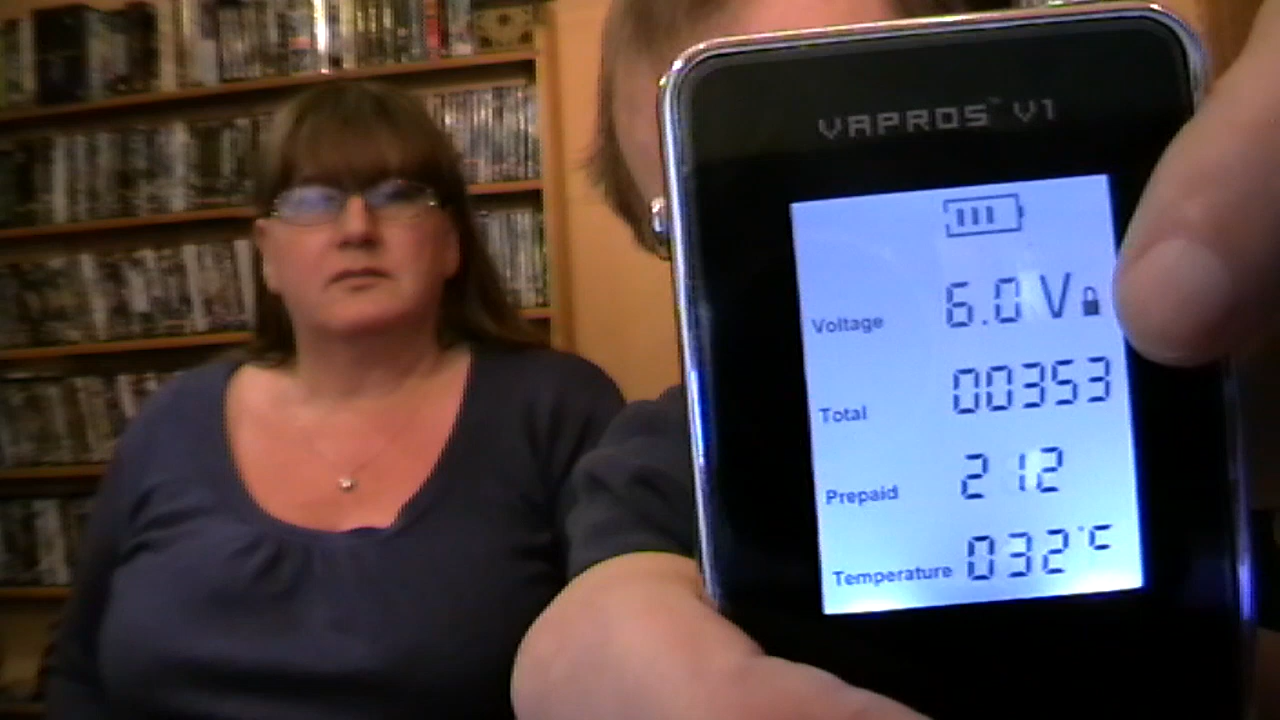 VAPROS™ V1
Voltage 6.0 V
Total 00353
Prepaid 212
Temperature 032°C